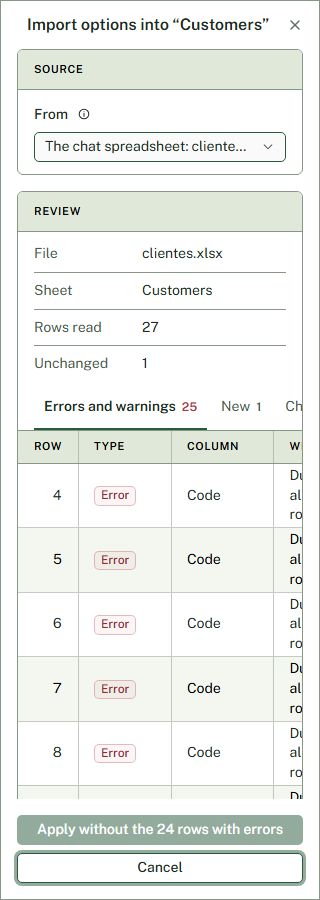 Import options into “Customers”
SOURCE
From
The chat spreadsheet: cliente...
REVIEW
File clientes.xlsx
Sheet Customers
Rows read 27
Unchanged 1
Errors and warnings 25 New 1
ROW TYPE COLUMN
4 Error Code
5 Error Code
6 Error Code
7 Error Code
8 Error Code
Apply without the 24 rows with errors
Cancel